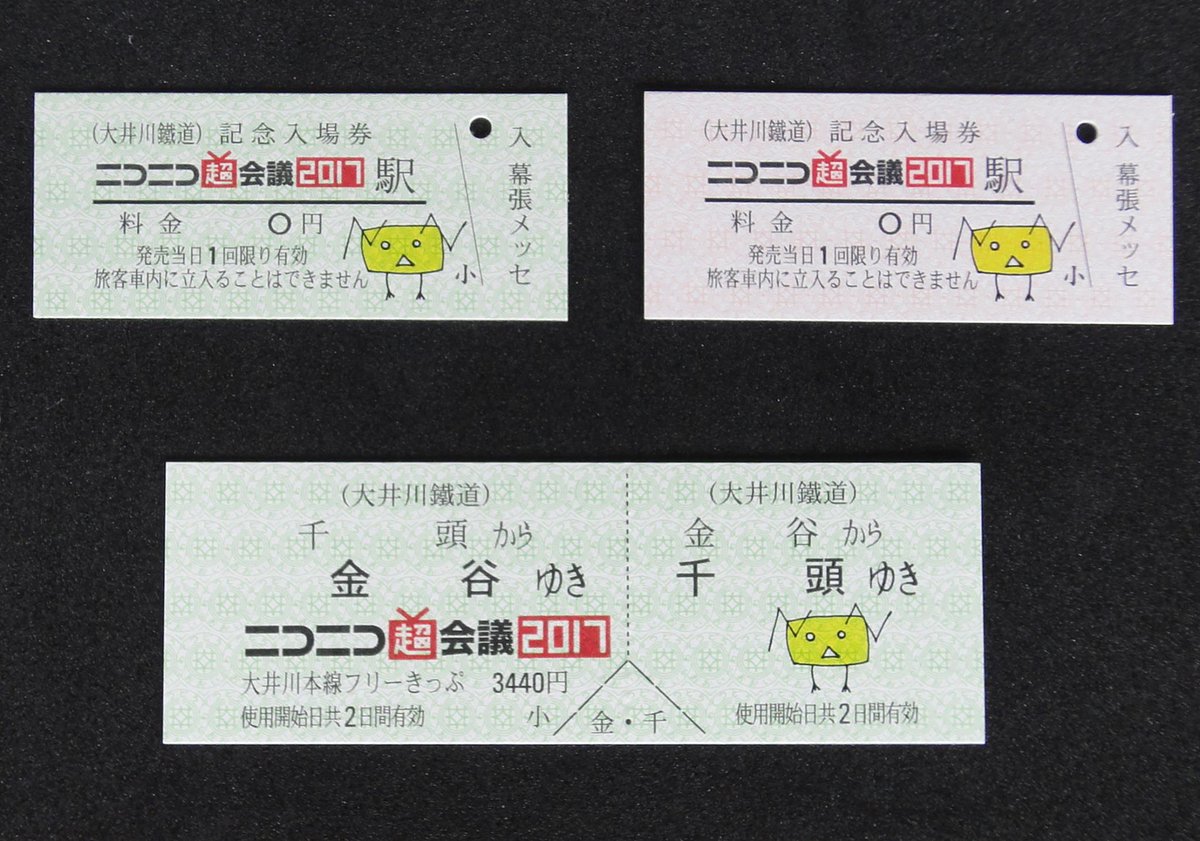 (大井川鐵道) 記念入場券
ニコニコ超会議2017駅
料金 〇円
発売当日1回限り有効
旅客車内に立入ることはできません
小
入 幕張メッセ
(大井川鐵道) 記念入場券
ニコニコ超会議2017駅
料金 〇円
発売当日1回限り有効
旅客車内に立入ることはできません
小
入 幕張メッセ
(大井川鐵道)
千頭から
金谷ゆき
ニコニコ超会議2017
大井川本線フリーきっぷ 3440円
使用開始日共2日間有効
小
金・千
(大井川鐵道)
金谷から
千頭ゆき
使用開始日共2日間有効